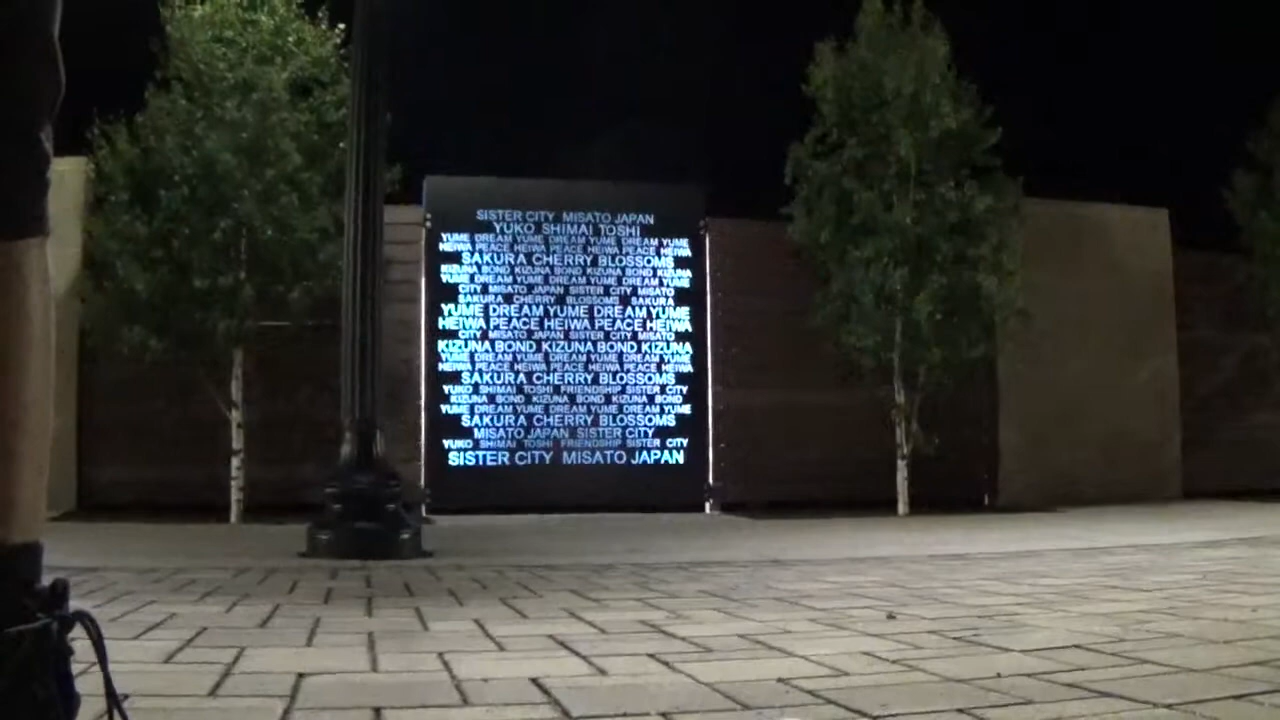 SISTER CITY MISATO JAPAN
YUKO SHIMAI TOSHI
YUME DREAM YUME DREAM YUME DREAM YUME
HEIWA PEACE HEIWA PEACE HEIWA PEACE HEIWA
SAKURA CHERRY BLOSSOMS
KIZUNA BOND KIZUNA BOND KIZUNA BOND KIZUNA
YUME DREAM YUME DREAM YUME DREAM YUME
CITY MISATO JAPAN SISTER CITY MISATO
SAKURA CHERRY BLOSSOMS SAKURA
YUME DREAM YUME DREAM YUME
HEIWA PEACE HEIWA PEACE HEIWA
CITY MISATO JAPAN SISTER CITY MISATO
KIZUNA BOND KIZUNA BOND KIZUNA
YUME DREAM YUME DREAM YUME DREAM YUME
HEIWA PEACE HEIWA PEACE HEIWA PEACE HEIWA
SAKURA CHERRY BLOSSOMS
YUKO SHIMAI TOSHI FRIENDSHIP SISTER CITY
KIZUNA BOND KIZUNA BOND KIZUNA BOND
YUME DREAM YUME DREAM YUME DREAM YUME
SAKURA CHERRY BLOSSOMS
MISATO JAPAN SISTER CITY
YUKO SHIMAI TOSHI FRIENDSHIP SISTER CITY
SISTER CITY MISATO JAPAN